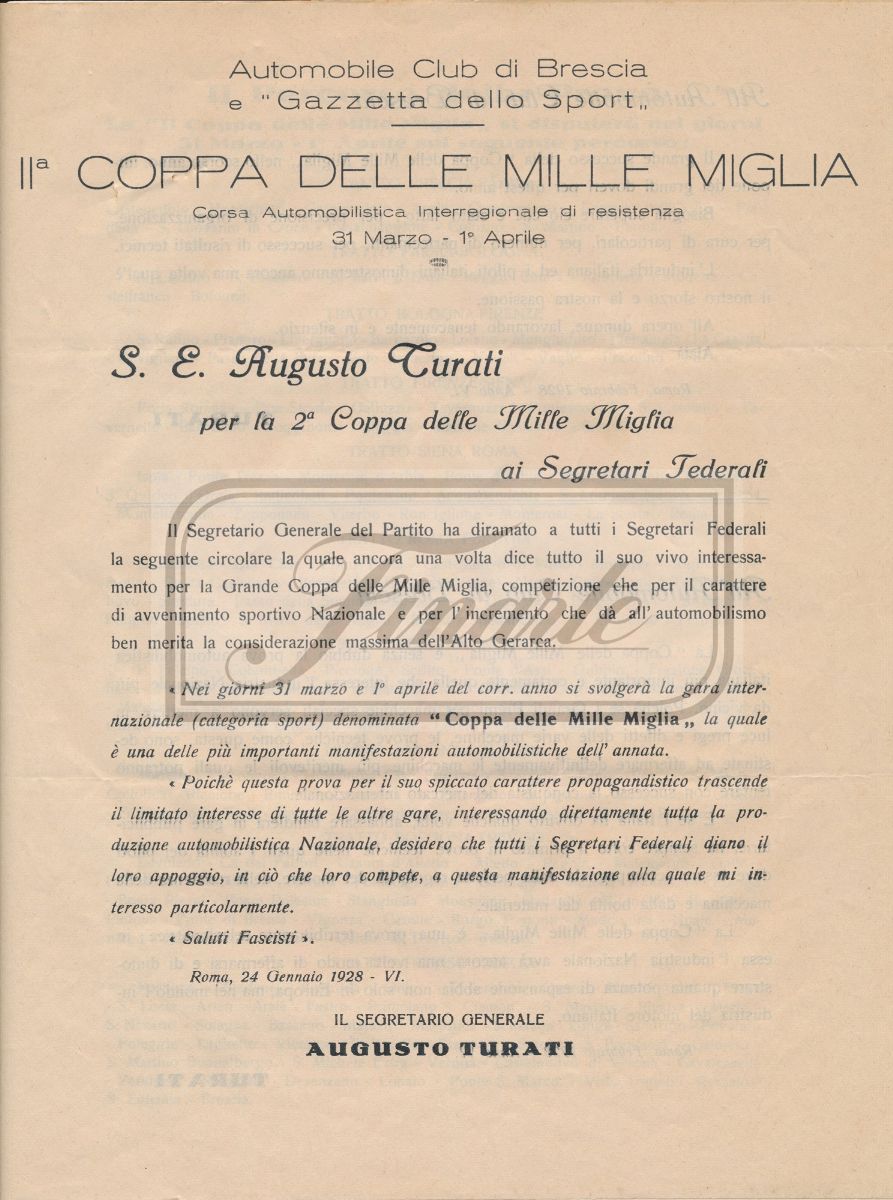 Automobile Club di Brescia
e "Gazzetta dello Sport„
IIª COPPA DELLE MILLE MIGLIA
Corsa Automobilistica Interregionale di resistenza
31 Marzo - 1º Aprile
S. E. Augusto Turati
per la 2ª Coppa delle Mille Miglia
ai Segretari Federali
Il Segretario Generale del Partito ha diramato a tutti i Segretari Federali
la seguente circolare la quale ancora una volta dice tutto il suo vivo interessa-
mento per la Grande Coppa delle Mille Miglia, competizione che per il carattere
di avvenimento sportivo Nazionale e per l'incremento che dà all'automobilismo
ben merita la considerazione massima dell'Alto Gerarca.
Finarte
« Nei giorni 31 marzo e 1º aprile del corr. anno si svolgerà la gara inter-
nazionale (categoria sport) denominata "Coppa delle Mille Miglia„ la quale
è una delle più importanti manifestazioni automobilistiche dell'annata.
« Poichè questa prova per il suo spiccato carattere propagandistico trascende
il limitato interesse di tutte le altre gare, interessando direttamente tutta la pro-
duzione automobilistica Nazionale, desidero che tutti i Segretari Federali diano il
loro appoggio, in ciò che loro compete, a questa manifestazione alla quale mi in-
teresso particolarmente.
« Saluti Fascisti ».
Roma, 24 Gennaio 1928 - VI.
IL SEGRETARIO GENERALE
AUGUSTO TURATI